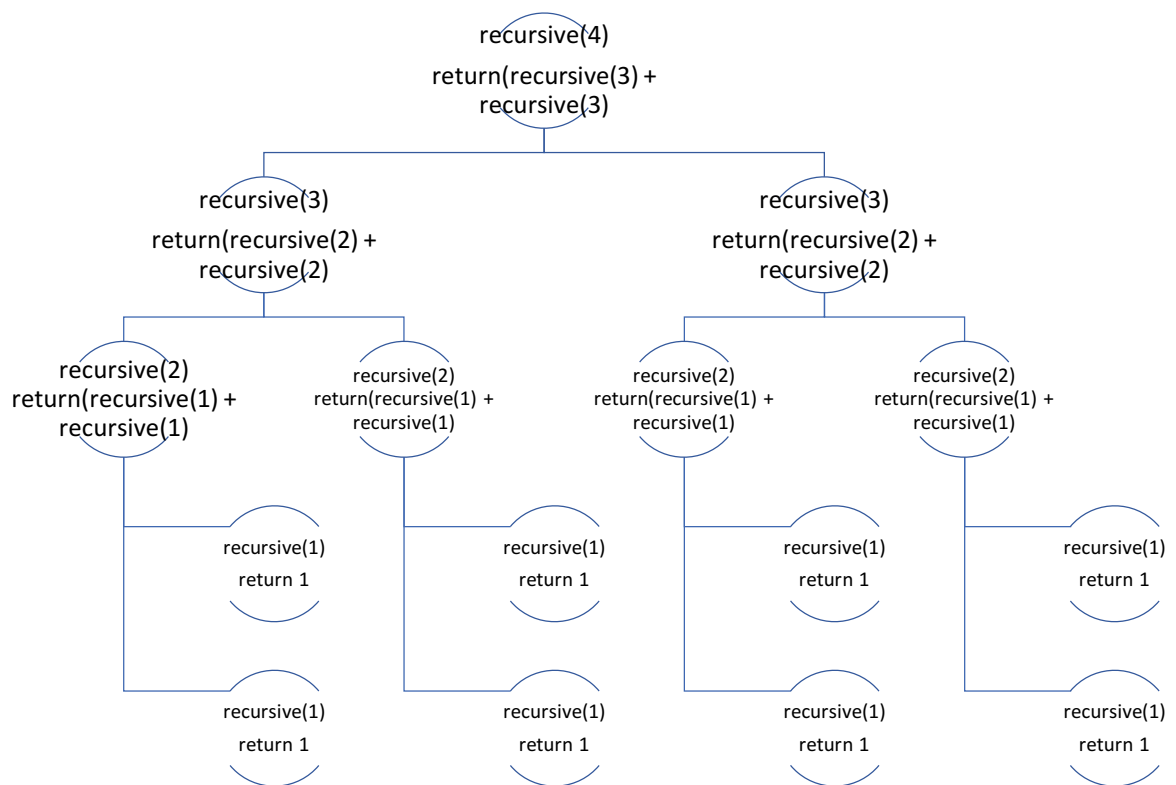 recursive(4)
return(recursive(3) +
recursive(3)
recursive(3)
return(recursive(2) +
recursive(2)
recursive(3)
return(recursive(2) +
recursive(2)
recursive(2)
return(recursive(1) +
recursive(1)
recursive(2)
return(recursive(1) +
recursive(1)
recursive(2)
return(recursive(1) +
recursive(1)
recursive(2)
return(recursive(1) +
recursive(1)
recursive(1)
return 1
recursive(1)
return 1
recursive(1)
return 1
recursive(1)
return 1
recursive(1)
return 1
recursive(1)
return 1
recursive(1)
return 1
recursive(1)
return 1